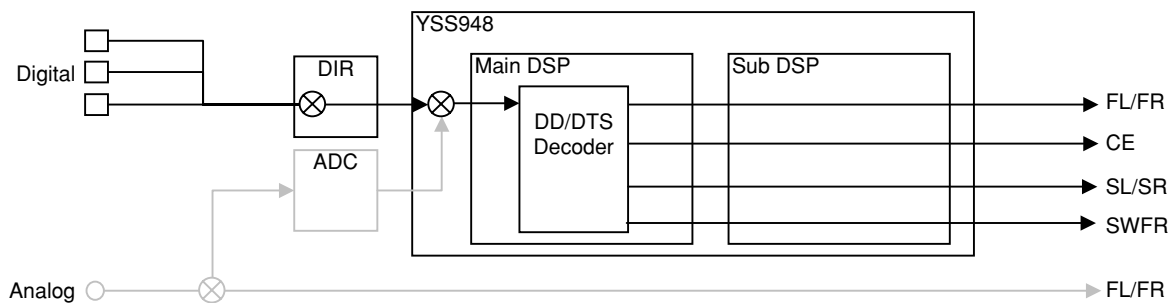 YSS948
DIR
Main DSP
Sub DSP
Digital
DD/DTS
Decoder
FL/FR
CE
SL/SR
SWFR
ADC
Analog
FL/FR